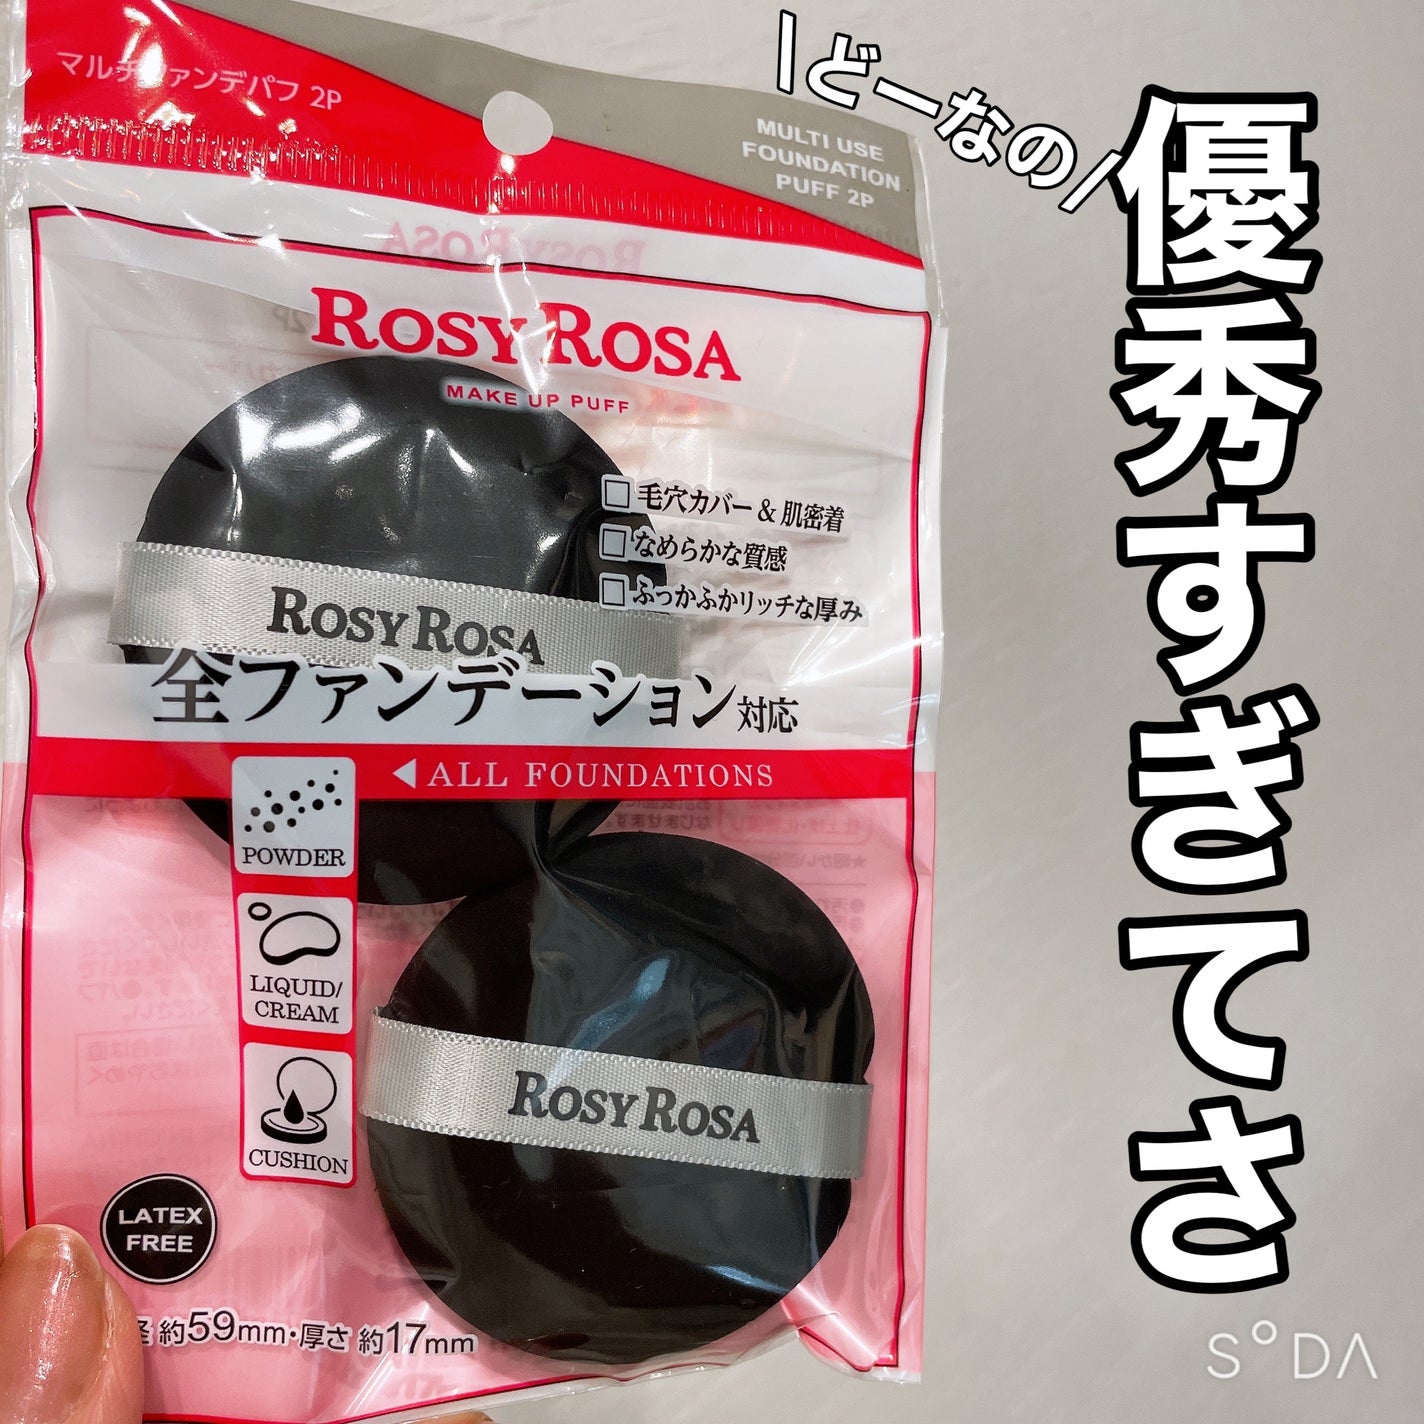 \どーなの/
優秀すぎてさ
マルチファンデパフ 2P
MULTI USE
FOUNDATION
PUFF 2P
ROSY ROSA
MAKE UP PUFF
□毛穴カバー&肌密着
□なめらかな質感
□ふっかふかリッチな厚み
ROSY ROSA
全ファンデーション対応
◀ALL FOUNDATIONS
POWDER
LIQUID/
CREAM
CUSHION
ROSY ROSA
LATEX
FREE
径 約59mm・厚さ 約17mm
SODA